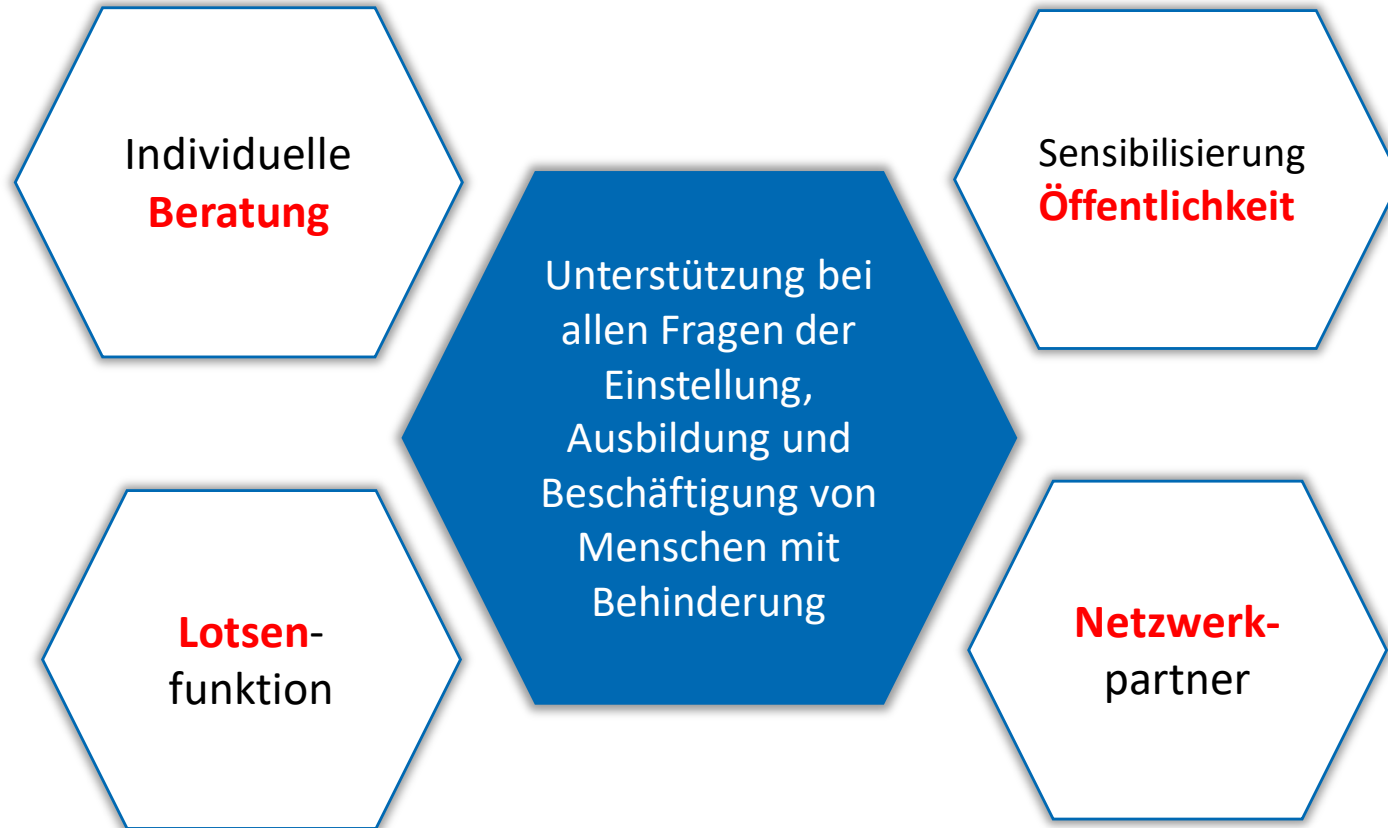 Individuelle
Beratung
Sensibilisierung
Öffentlichkeit
Unterstützung bei
allen Fragen der
Einstellung,
Ausbildung und
Beschäftigung von
Menschen mit
Behinderung
Lotsen-
funktion
Netzwerk-
partner